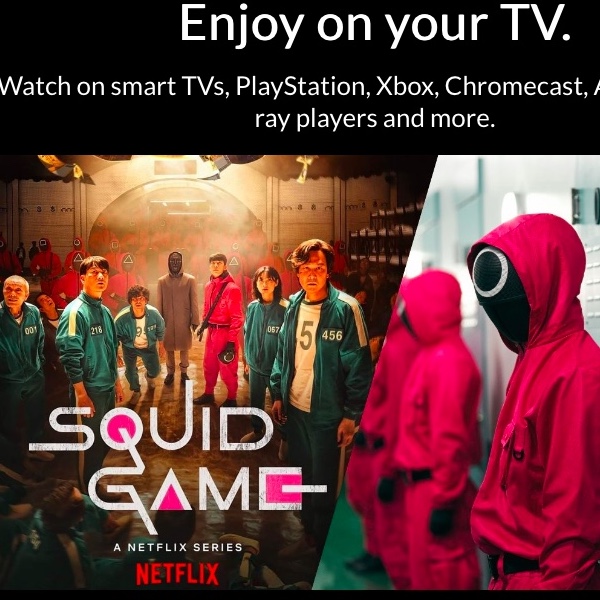 Enjoy on your TV.
Watch on smart TVs, PlayStation, Xbox, Chromecast, A
ray players and more.
001
218
067
456
SQUID
GAME
A NETFLIX SERIES
NETFLIX